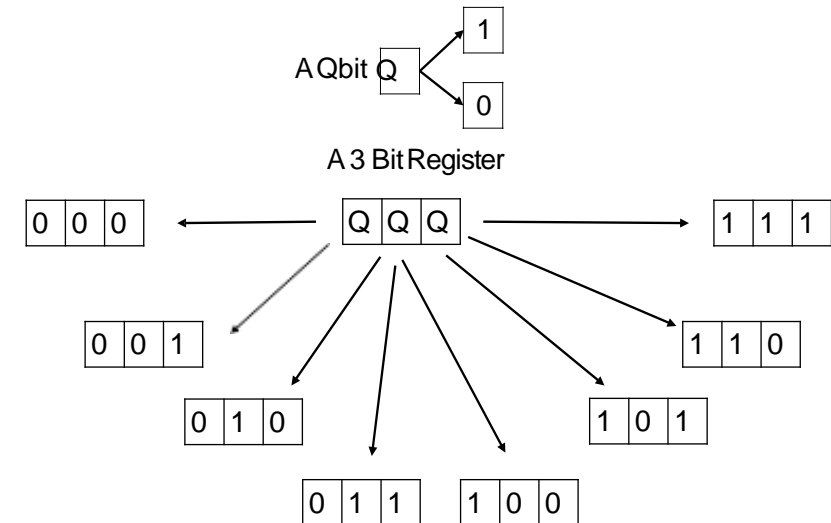 1
A Qbit Q
0
A 3 Bit Register
0 0 0
Q Q Q
1 1 1
0 0 1
1 1 0
0 1 0
1 0 1
0 1 1
1 0 0